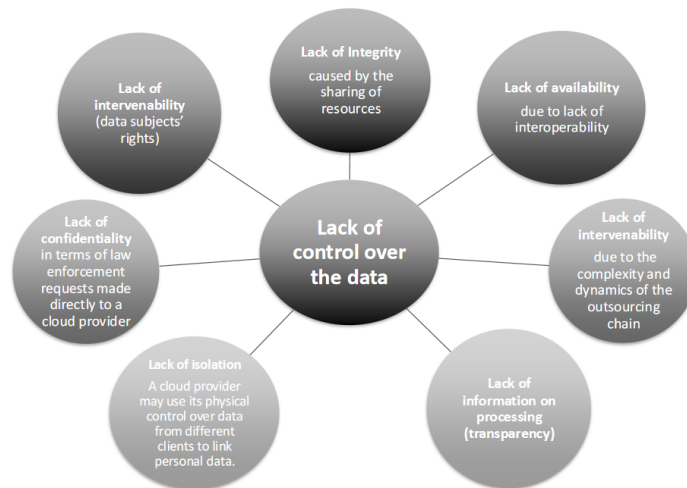 Lack of Integrity
caused by the
sharing of
resources
Lack of availability
due to lack of
interoperability
Lack of
intervenability
due to the
complexity and
dynamics of the
outsourcing
chain
Lack of
information on
processing
(transparency)
Lack of isolation
A cloud provider
may use its physical
control over data
from different
clients to link
personal data.
Lack of
confidentiality
in terms of law
enforcement
requests made
directly to a
cloud provider
Lack of
intervenability
(data subjects'
rights)
Lack of
control over
the data